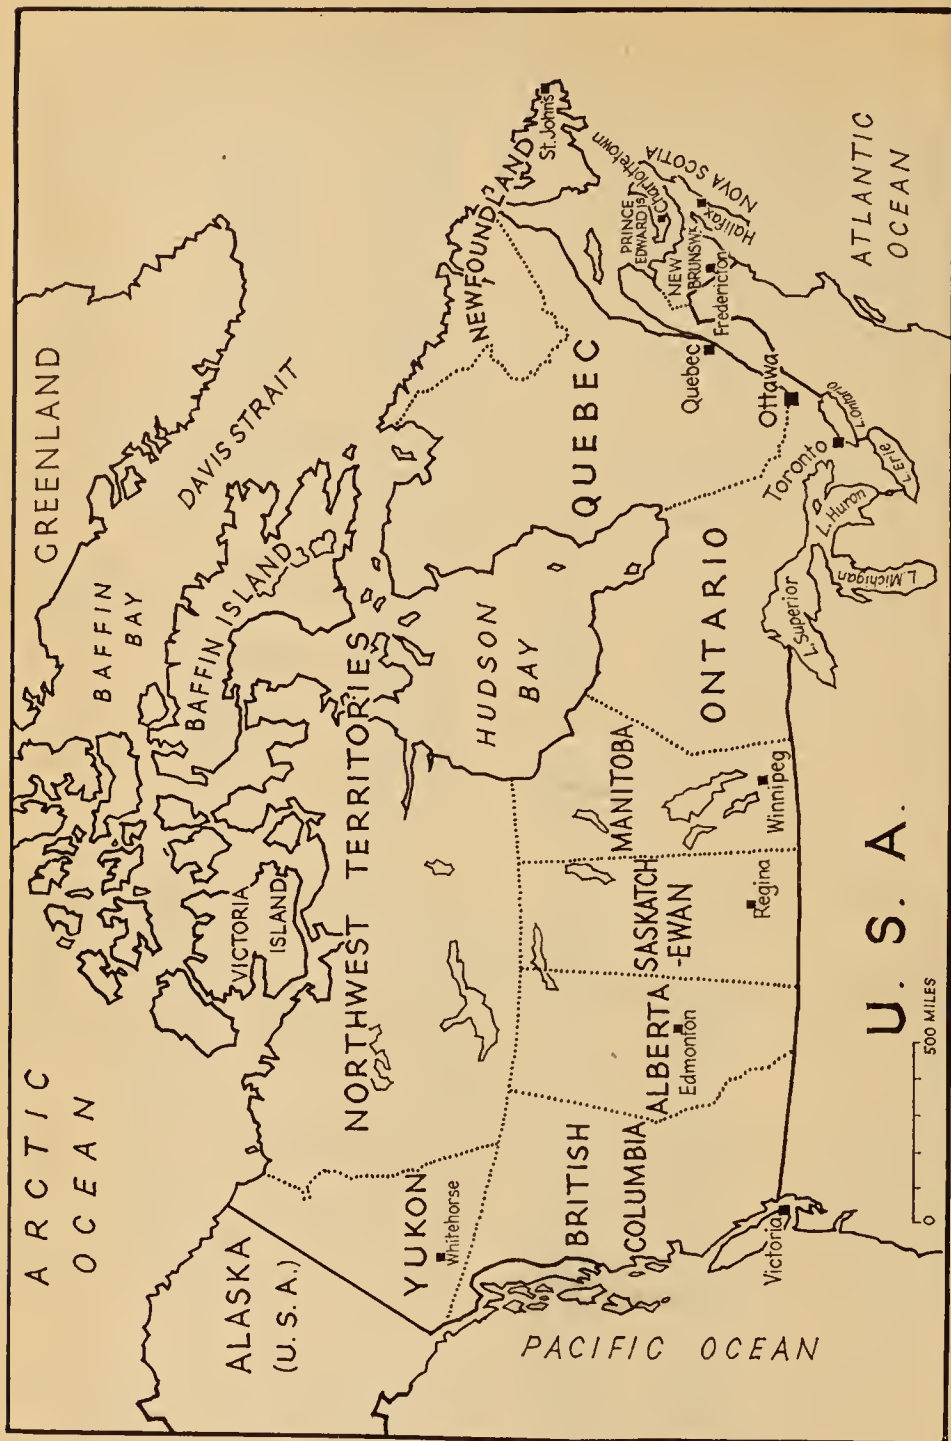 ARCTIC
OCEAN
GREENLAND
BAFFIN
BAY
DAVIS STRAIT
BAFFIN ISLAND
VICTORIA
ISLAND
ALASKA
(U.S.A.)
YUKON
Whitehorse
NORTHWEST TERRITORIES
HUDSON
BAY
NEWFOUNDLAND
St. John's
BRITISH
COLUMBIA
Victoria
ALBERTA
Edmonton
SASKATCH
-EWAN
Regina
MANITOBA
Winnipeg
ONTARIO
Toronto
Ottawa
QUEBEC
Quebec
PRINCE
EDWARD IS.
Charlottetown
NEW
BRUNSWK.
Fredericton
NOVA SCOTIA
Halifax
L. Superior
L. Michigan
L. Huron
L. Erie
L. Ontario
PACIFIC OCEAN
U. S. A.
ATLANTIC
OCEAN
0
500 MILES